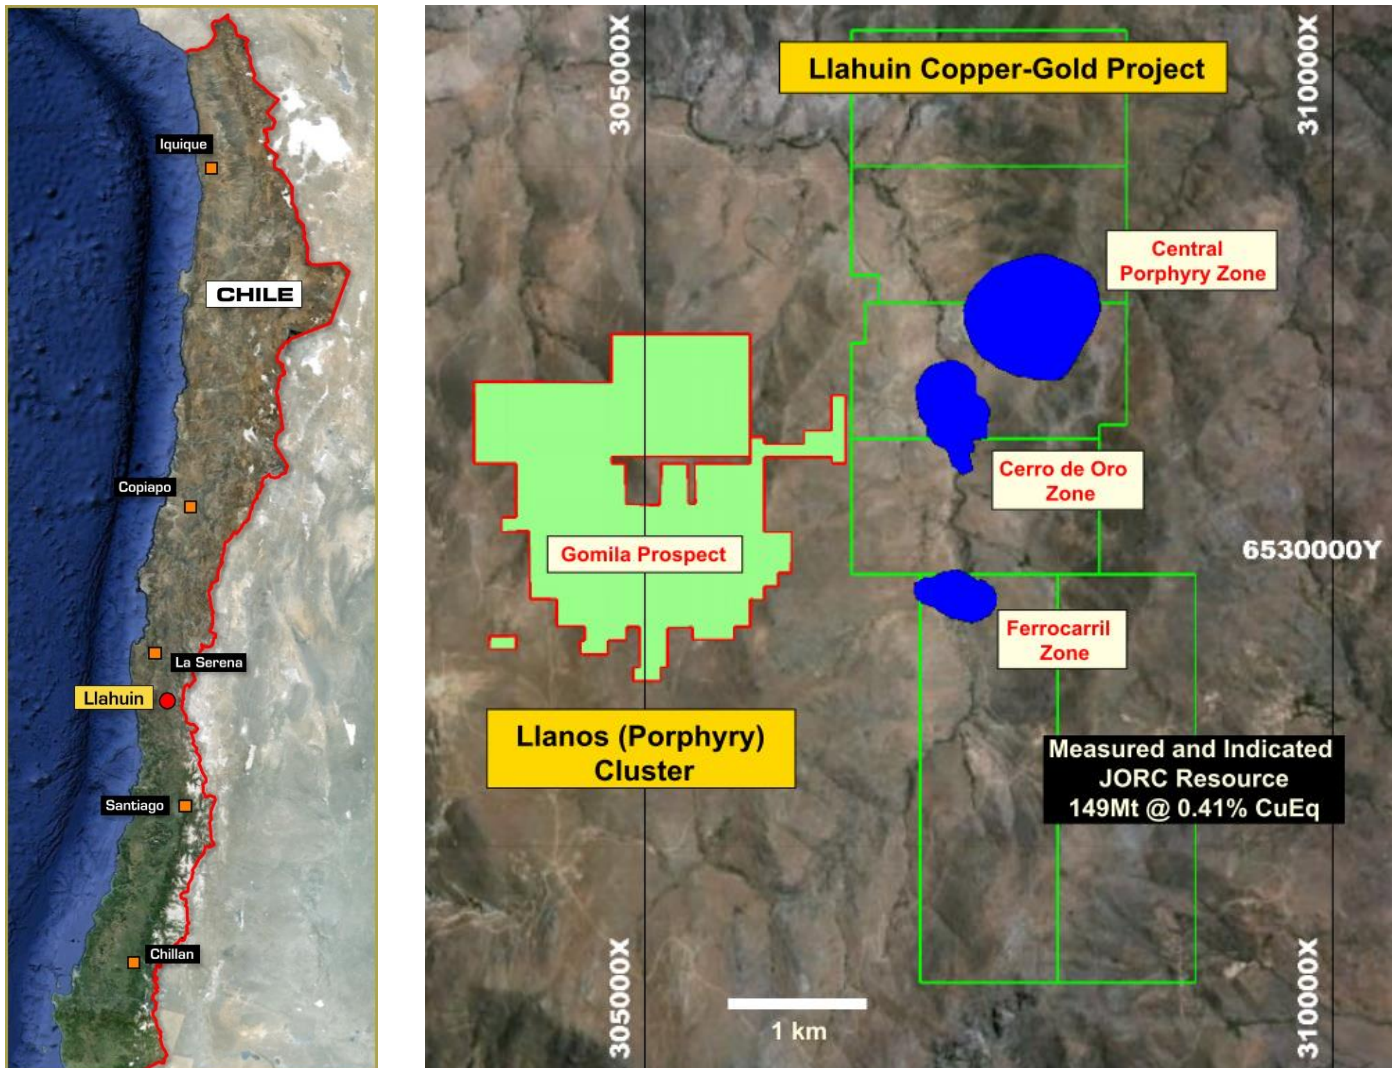 Iquique
CHILE
Copiapo
La Serena
Llahuin
Santiago
Chillan
305000X
310000X
Llahuin Copper-Gold Project
Central
Porphyry Zone
Cerro de Oro
Zone
6530000Y
Gomila Prospect
Ferrocarril
Zone
Llanos (Porphyry)
Cluster
Measured and Indicated
JORC Resource
149Mt @ 0.41% CuEq
1 km
305000X
310000X